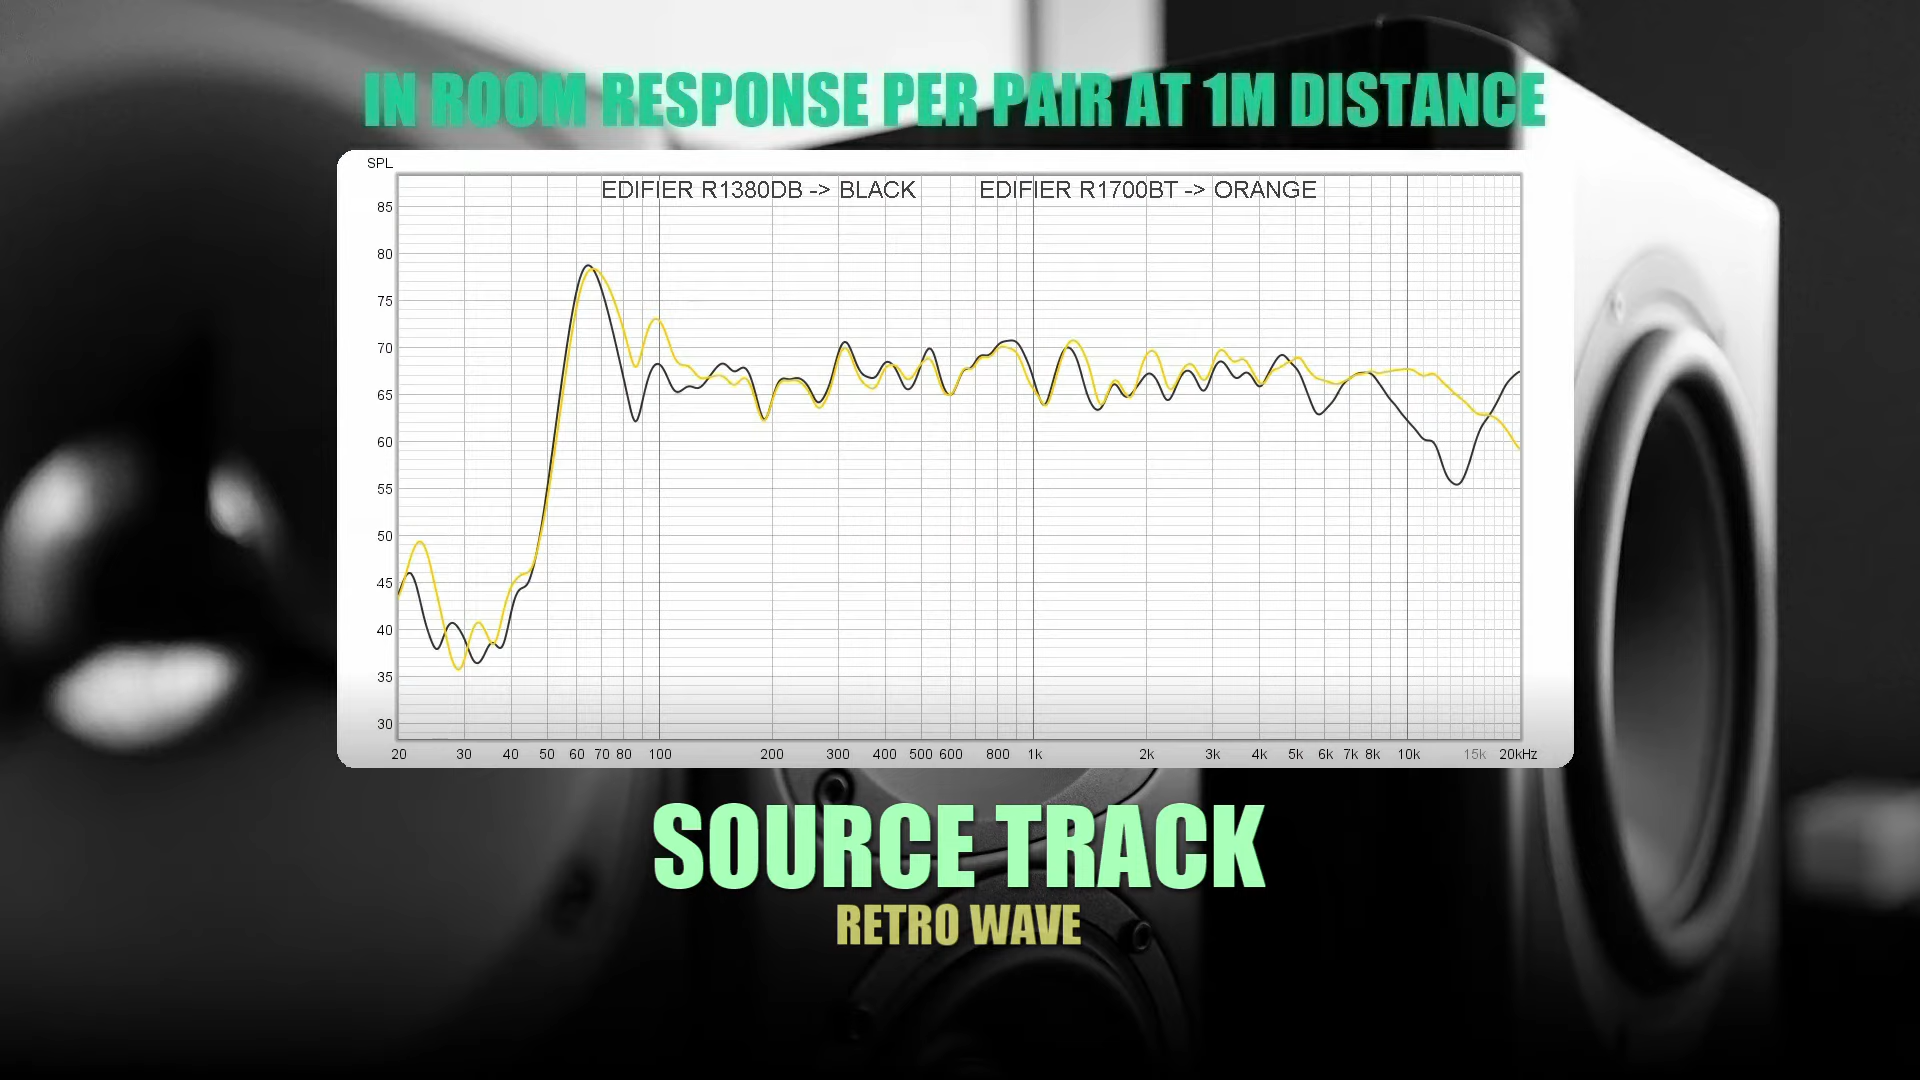 IN ROOM RESPONSE PER PAIR AT 1M DISTANCE
SPL
EDIFIER R1380DB -> BLACK EDIFIER R1700BT -> ORANGE
85
80
75
70
65
60
55
50
45
40
35
30
20 30 40 50 60 70 80 100 200 300 400 500 600 800 1k 2k 3k 4k 5k 6k 7k 8k 10k 15k 20kHz
SOURCE TRACK
RETRO WAVE